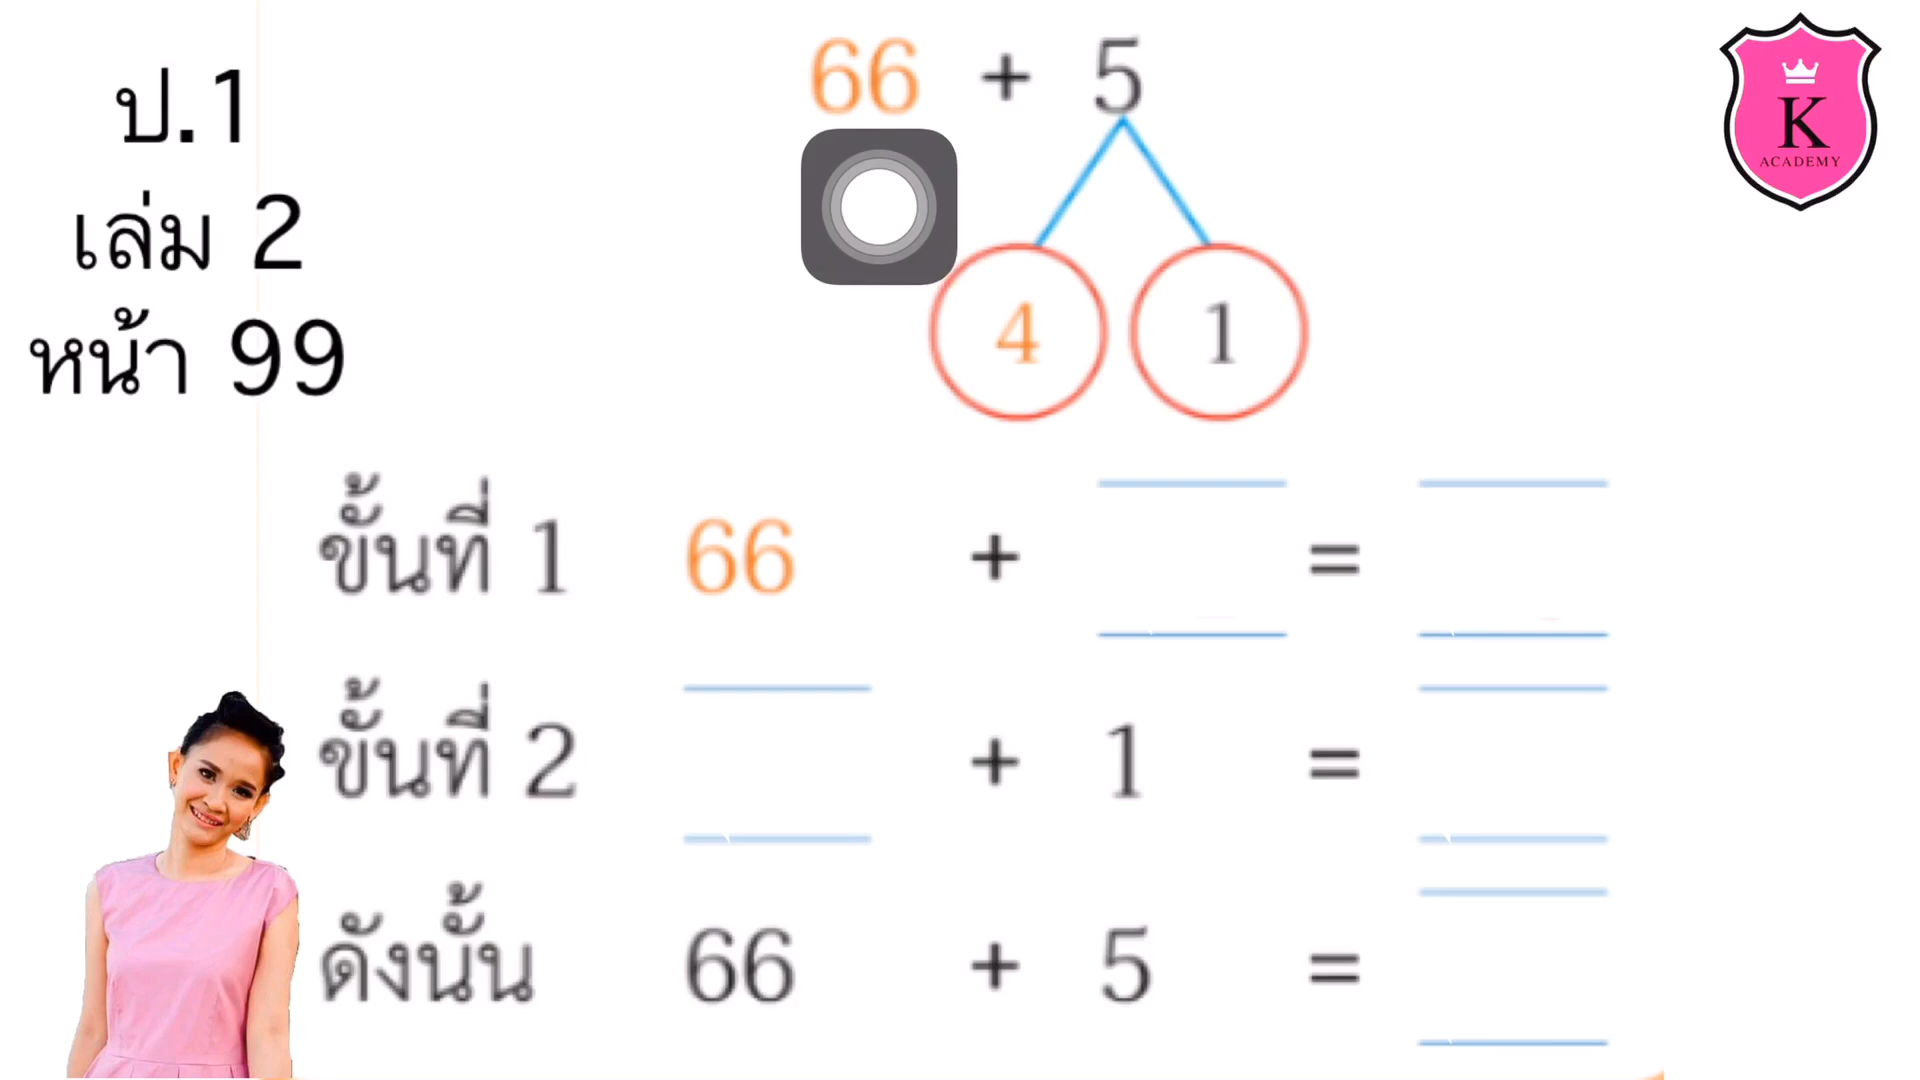 ป.1
เล่ม 2
หน้า 99
66 + 5
4 1
ขั้นที่ 1 66 + =
ขั้นที่ 2 + 1 =
ดังนั้น 66 + 5 =
K
ACADEMY